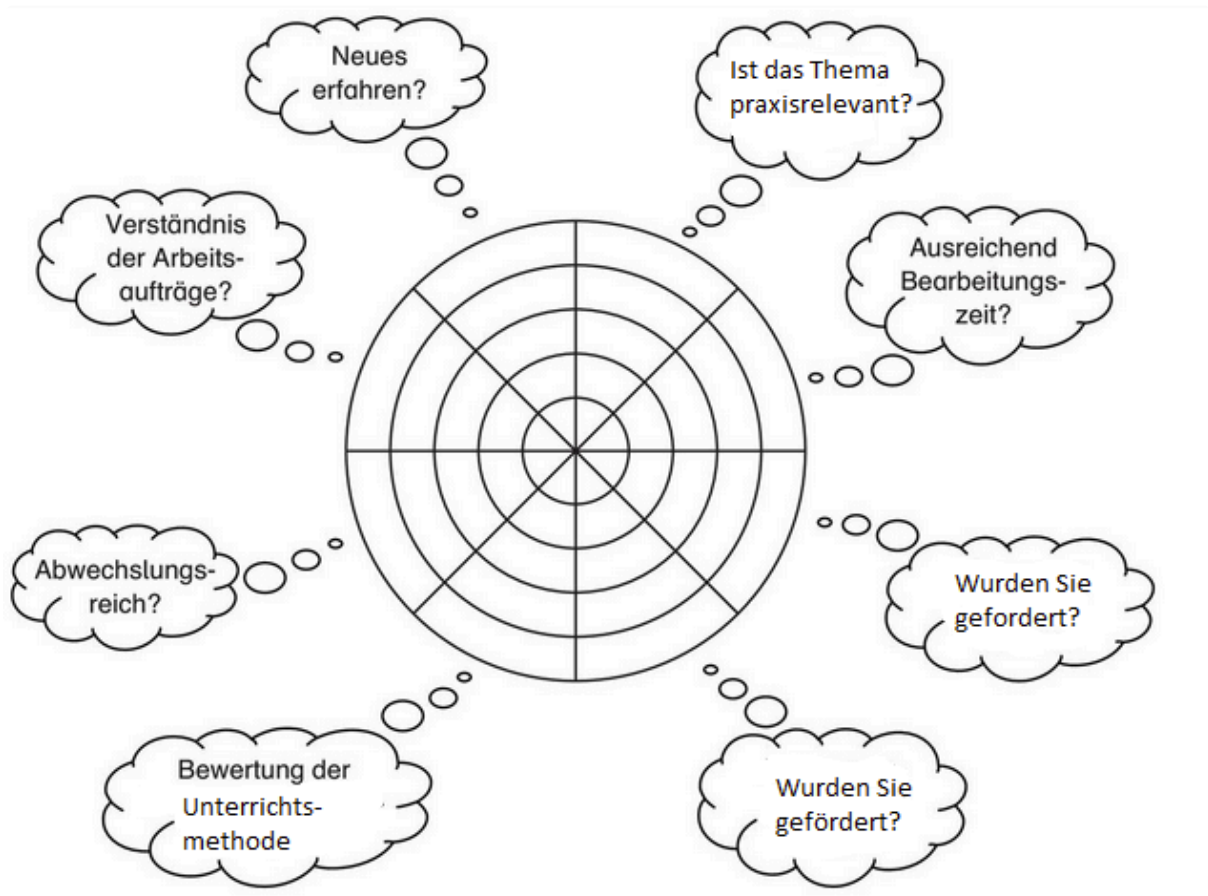 Neues
erfahren?
Ist das Thema
praxisrelevant?
Verständnis
der Arbeits-
aufträge?
Ausreichend
Bearbeitungs-
zeit?
Abwechslungs-
reich?
Wurden Sie
gefordert?
Bewertung der
Unterrichts-
methode
Wurden Sie
gefördert?